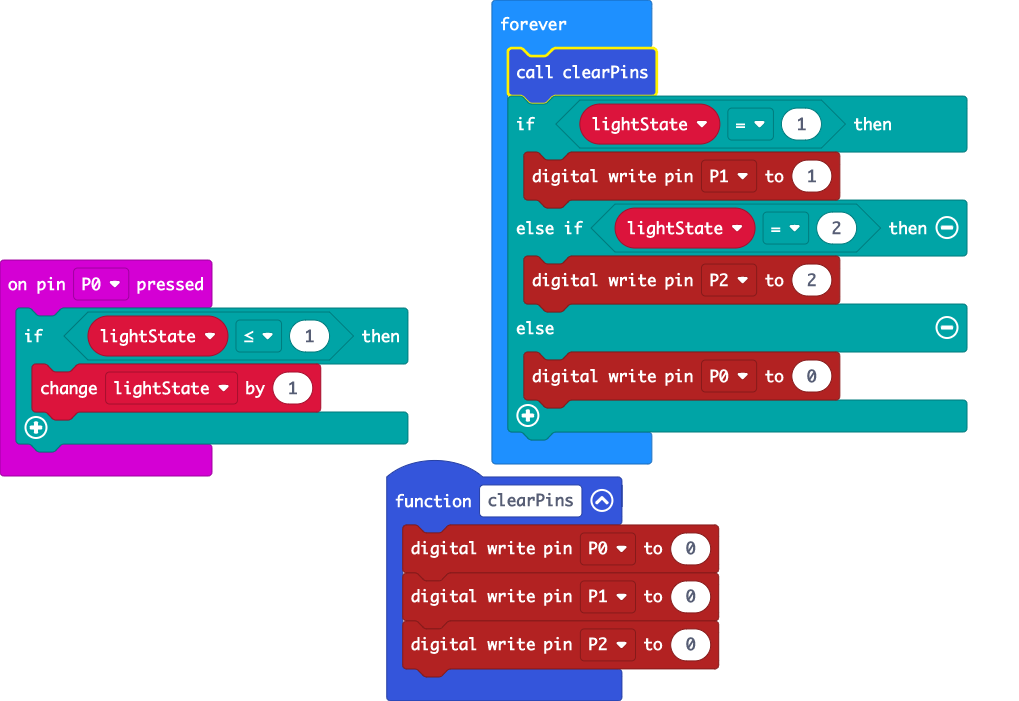 forever
call clearPins
if lightState = 1 then
digital write pin P1 to 1
else if lightState = 2 then
digital write pin P2 to 2
else
digital write pin P0 to 0
on pin P0 pressed
if lightState ≤ 1 then
change lightState by 1
function clearPins
digital write pin P0 to 0
digital write pin P1 to 0
digital write pin P2 to 0